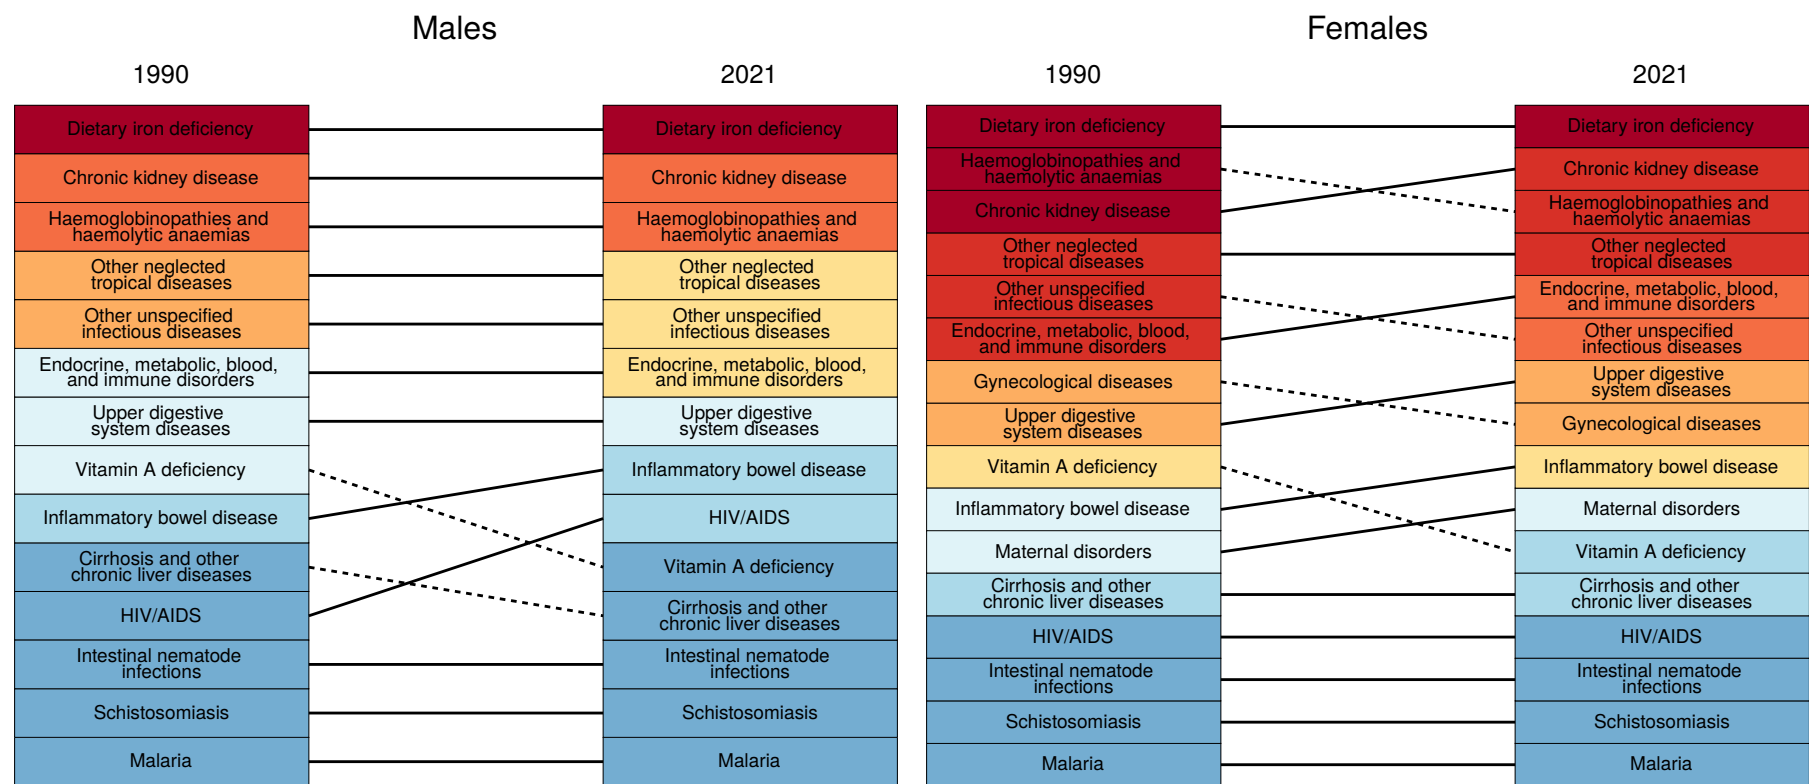 Males
1990
2021
Dietary iron deficiency
Chronic kidney disease
Haemoglobinopathies and
haemolytic anaemias
Other neglected
tropical diseases
Other unspecified
infectious diseases
Endocrine, metabolic, blood,
and immune disorders
Upper digestive
system diseases
Vitamin A deficiency
Inflammatory bowel disease
Cirrhosis and other
chronic liver diseases
HIV/AIDS
Intestinal nematode
infections
Schistosomiasis
Malaria
Dietary iron deficiency
Chronic kidney disease
Haemoglobinopathies and
haemolytic anaemias
Other neglected
tropical diseases
Other unspecified
infectious diseases
Endocrine, metabolic, blood,
and immune disorders
Upper digestive
system diseases
Inflammatory bowel disease
HIV/AIDS
Vitamin A deficiency
Cirrhosis and other
chronic liver diseases
Intestinal nematode
infections
Schistosomiasis
Malaria
Females
1990
2021
Dietary iron deficiency
Haemoglobinopathies and
haemolytic anaemias
Chronic kidney disease
Other neglected
tropical diseases
Other unspecified
infectious diseases
Endocrine, metabolic, blood,
and immune disorders
Gynecological diseases
Upper digestive
system diseases
Vitamin A deficiency
Inflammatory bowel disease
Maternal disorders
Cirrhosis and other
chronic liver diseases
HIV/AIDS
Intestinal nematode
infections
Schistosomiasis
Malaria
Dietary iron deficiency
Chronic kidney disease
Haemoglobinopathies and
haemolytic anaemias
Other neglected
tropical diseases
Endocrine, metabolic, blood,
and immune disorders
Other unspecified
infectious diseases
Upper digestive
system diseases
Gynecological diseases
Inflammatory bowel disease
Maternal disorders
Vitamin A deficiency
Cirrhosis and other
chronic liver diseases
HIV/AIDS
Intestinal nematode
infections
Schistosomiasis
Malaria